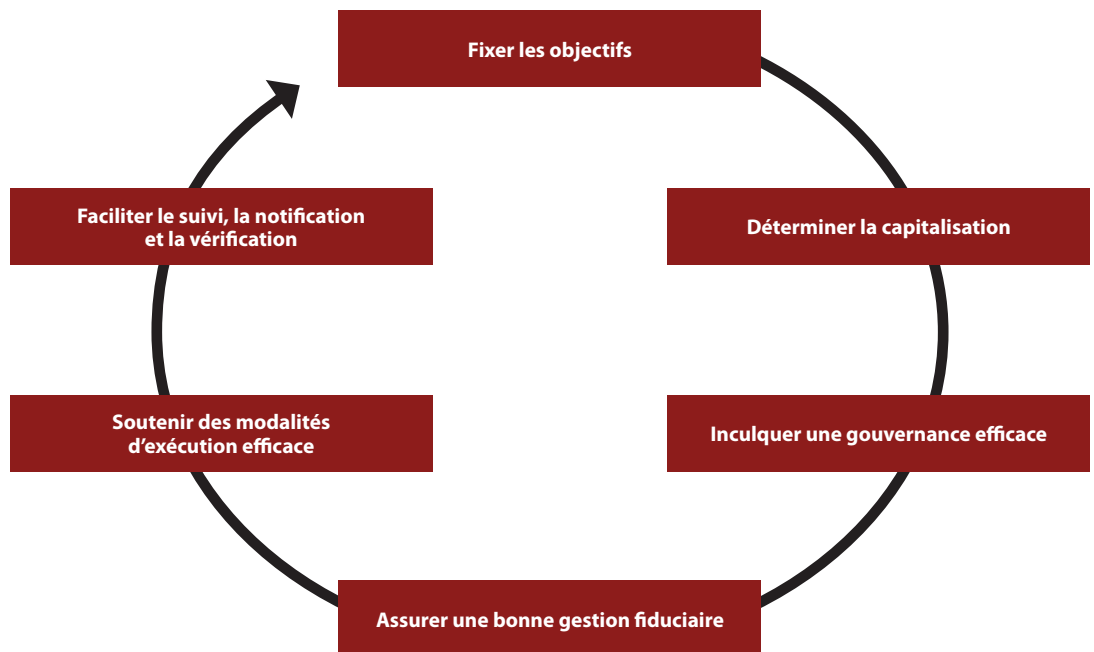 Fixer les objectifs
Déterminer la capitalisation
Inculquer une gouvernance efficace
Assurer une bonne gestion fiduciaire
Soutenir des modalités
d'exécution efficace
Faciliter le suivi, la notification
et la vérification